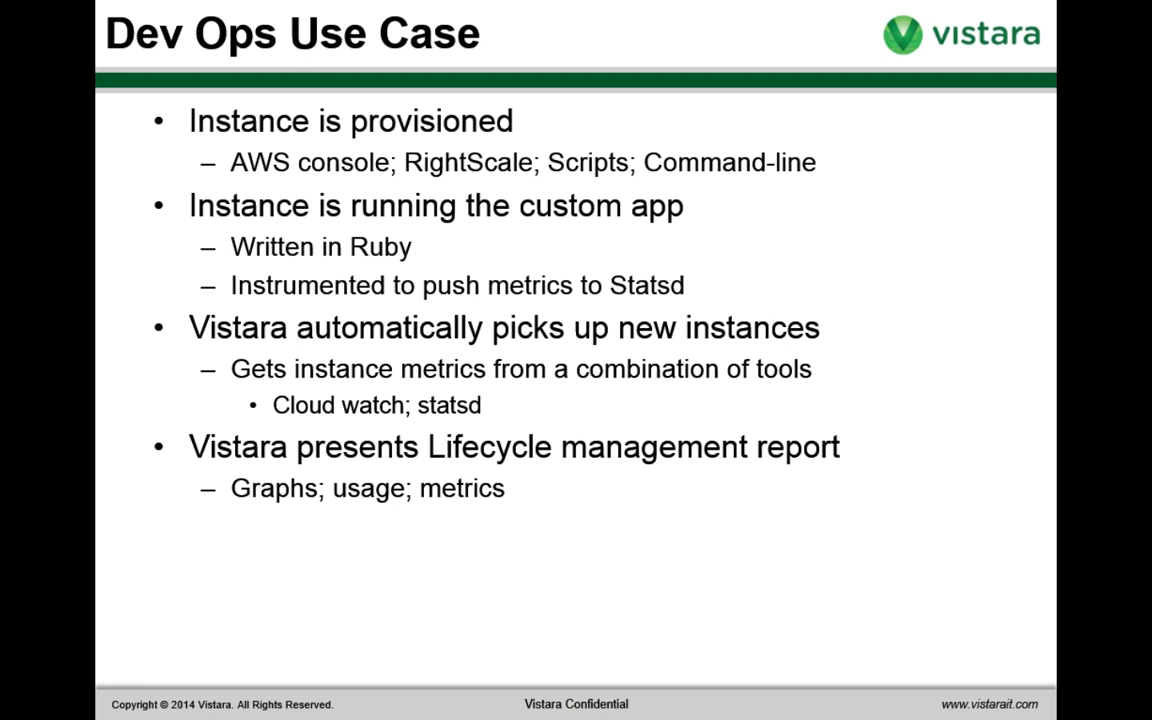 Dev Ops Use Case
vistara
• Instance is provisioned
– AWS console; RightScale; Scripts; Command-line
• Instance is running the custom app
– Written in Ruby
– Instrumented to push metrics to Statsd
• Vistara automatically picks up new instances
– Gets instance metrics from a combination of tools
• Cloud watch; statsd
• Vistara presents Lifecycle management report
– Graphs; usage; metrics
Copyright © 2014 Vistara. All Rights Reserved.
Vistara Confidential
www.vistarait.com